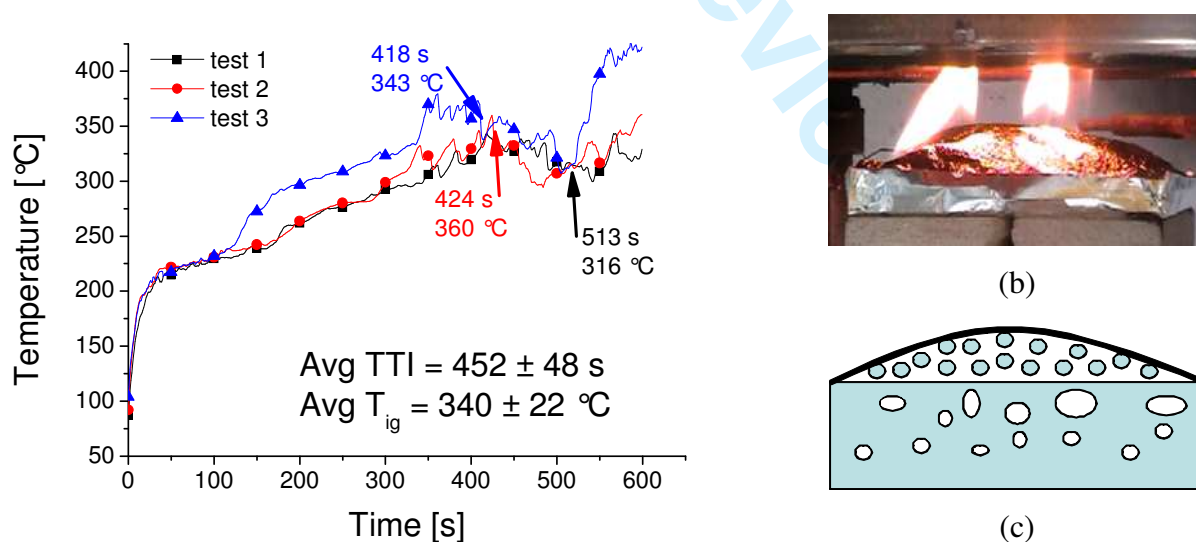 eview
test 1
test 2
test 3
418 s
343 °C
424 s
360 °C
513 s
316 °C
Avg TTI = 452 ± 48 s
Avg T_ig = 340 ± 22 °C
Temperature [°C]
400
350
300
250
200
150
100
50
0
100
200
300
400
500
600
Time [s]
(b)
(c)